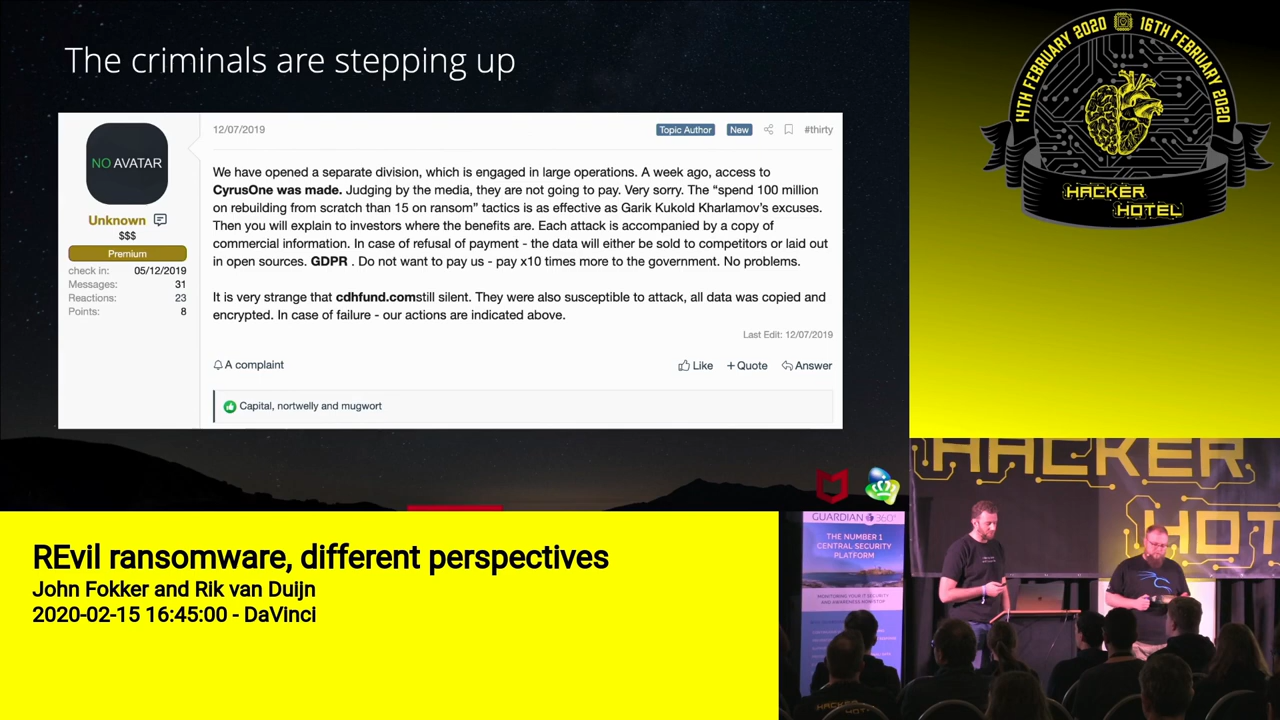 The criminals are stepping up
NO AVATAR
Unknown
$$$
Premium
check in: 05/12/2019
Messages: 31
Reactions: 23
Points: 8
12/07/2019
Topic Author
New
#thirty
We have opened a separate division, which is engaged in large operations. A week ago, access to
CyrusOne was made. Judging by the media, they are not going to pay. Very sorry. The “spend 100 million
on rebuilding from scratch than 15 on ransom” tactics is as effective as Garik Kukold Kharlamov’s excuses.
Then you will explain to investors where the benefits are. Each attack is accompanied by a copy of
commercial information. In case of refusal of payment - the data will either be sold to competitors or laid out
in open sources. GDPR . Do not want to pay us - pay x10 times more to the government. No problems.
It is very strange that cdhfund.comstill silent. They were also susceptible to attack, all data was copied and
encrypted. In case of failure - our actions are indicated above.
Last Edit: 12/07/2019
A complaint
Like
+Quote
Answer
Capital, nortwelly and mugwort
14TH FEBRUARY 2020
16TH FEBRUARY 2020
HACKER
HOTEL
REvil ransomware, different perspectives
John Fokker and Rik van Duijn
2020-02-15 16:45:00 - DaVinci
HACKER
HOT
GUARDIAN 360°
THE NUMBER 1
CENTRAL SECURITY
PLATFORM
MONITORING YOUR IT SECURITY
AND AWARENESS NONSTOP
HACKER HOTEL